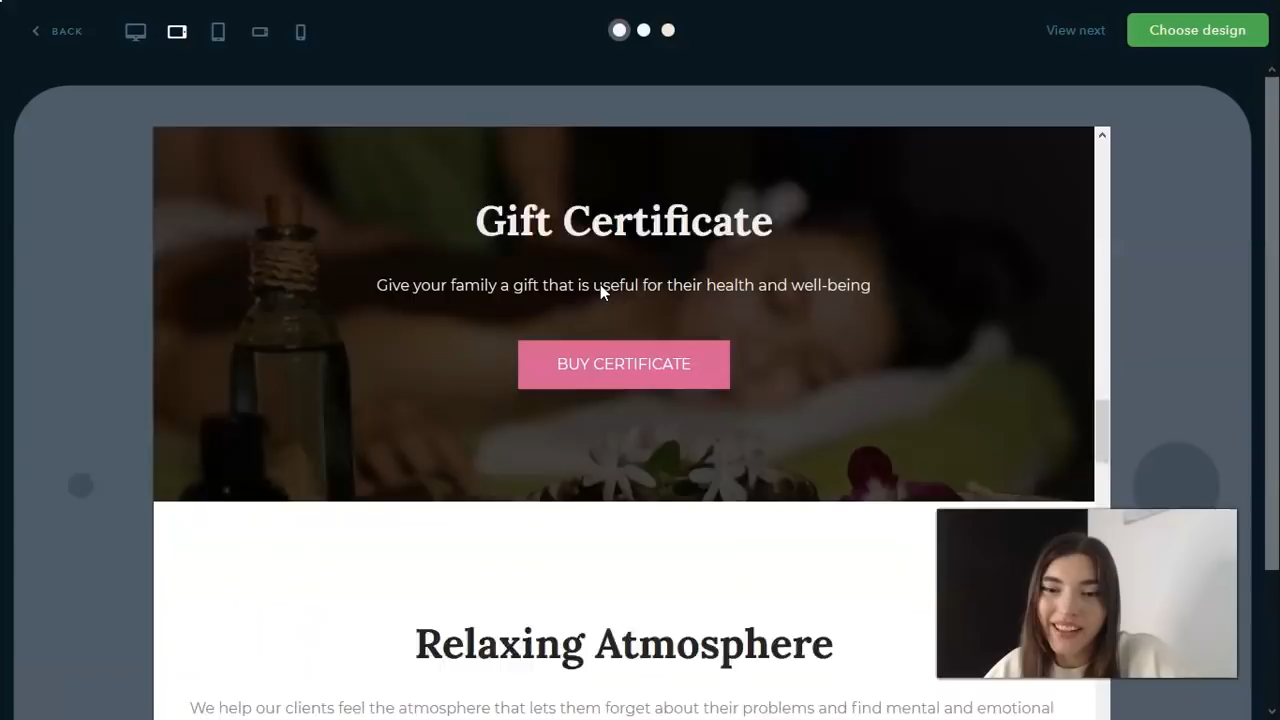 BACK
View next
Choose design
Gift Certificate
Give your family a gift that is useful for their health and well-being
BUY CERTIFICATE
Relaxing Atmosphere
We help our clients feel the atmosphere that lets them forget about their problems and find mental and emotional